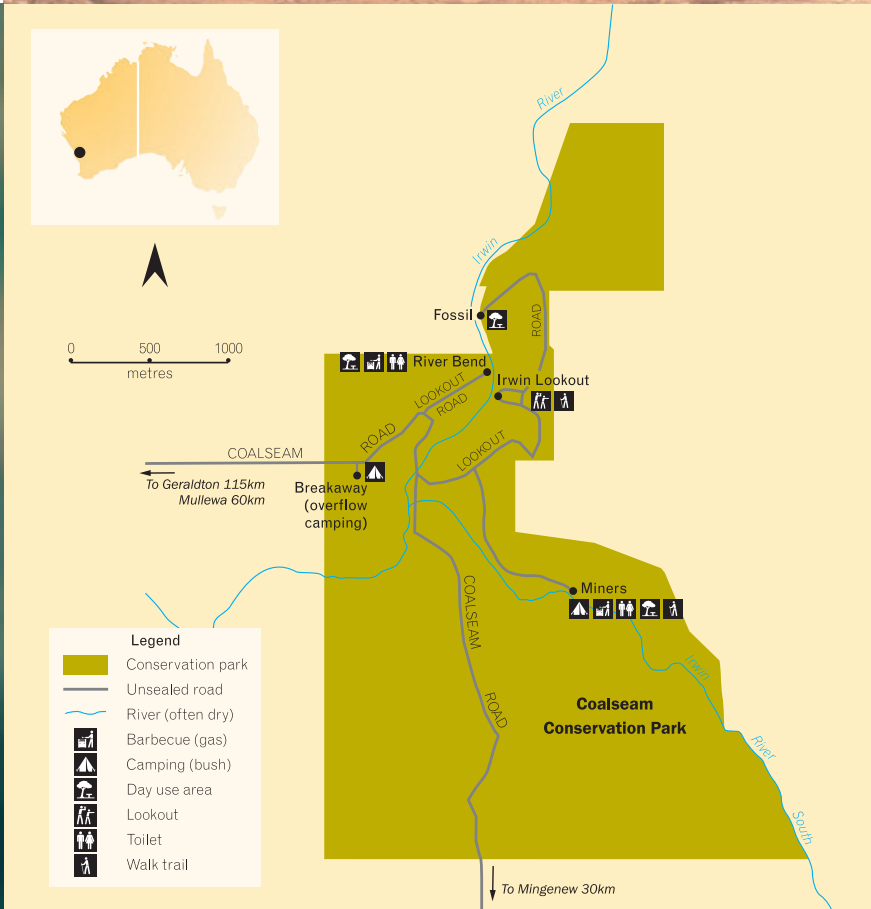 River
Irwin
Fossil
ROAD
0 500 1000
metres
River Bend
Irwin Lookout
LOOKOUT
ROAD
ROAD
COALSEAM
LOOKOUT
To Geraldton 115km
Mullewa 60km
Breakaway
(overflow
camping)
COALSEAM
Miners
ROAD
Irwin
River
South
Coalseam
Conservation Park
Legend
Conservation park
Unsealed road
River (often dry)
Barbecue (gas)
Camping (bush)
Day use area
Lookout
Toilet
Walk trail
To Mingenew 30km